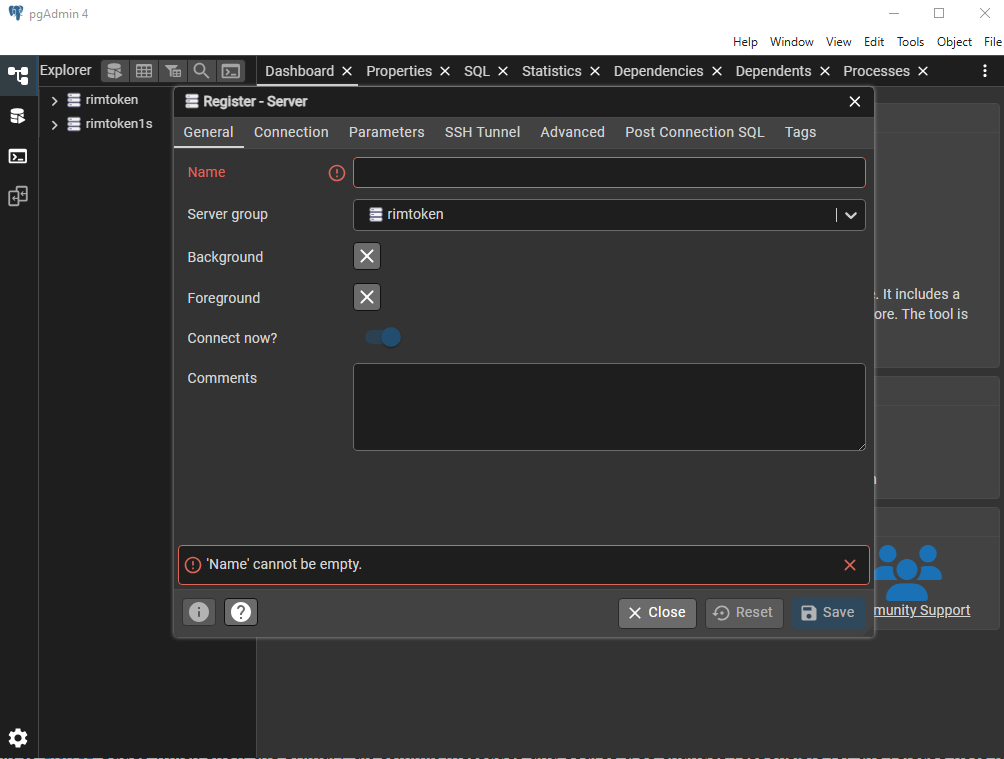 pgAdmin 4
Help Window View Edit Tools Object File
Explorer
Dashboard Properties SQL Statistics Dependencies Dependents Processes
rimtoken
rimtoken1s
Register - Server
General Connection Parameters SSH Tunnel Advanced Post Connection SQL Tags
Name
Server group rimtoken
Background
Foreground
Connect now?
Comments
. It includes a
ore. The tool is
'Name' cannot be empty.
Close Reset Save
munity Support